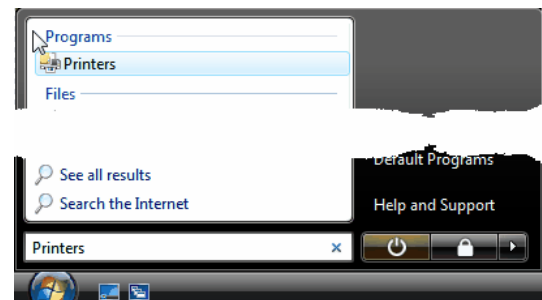 Programs
Printers
Files
Default Programs
See all results
Search the Internet
Help and Support
Printers